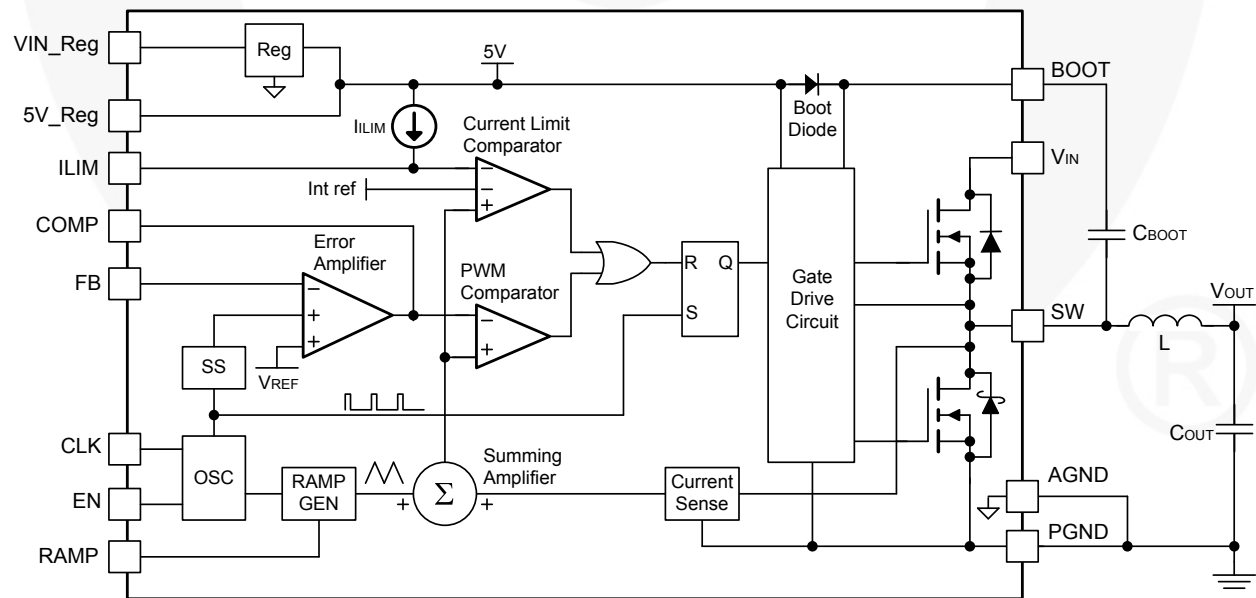 VIN_Reg
Reg
5V
BOOT
5V_Reg
IILIM
Current Limit
Comparator
Boot
Diode
ILIM
VIN
Int ref
COMP
CBOOT
Error
Amplifier
R Q
FB
PWM
Comparator
Gate
Drive
Circuit
VOUT
SW
S
L
SS
VREF
®
COUT
CLK
OSC
RAMP
GEN
Σ
Summing
Amplifier
Current
Sense
AGND
EN
PGND
RAMP